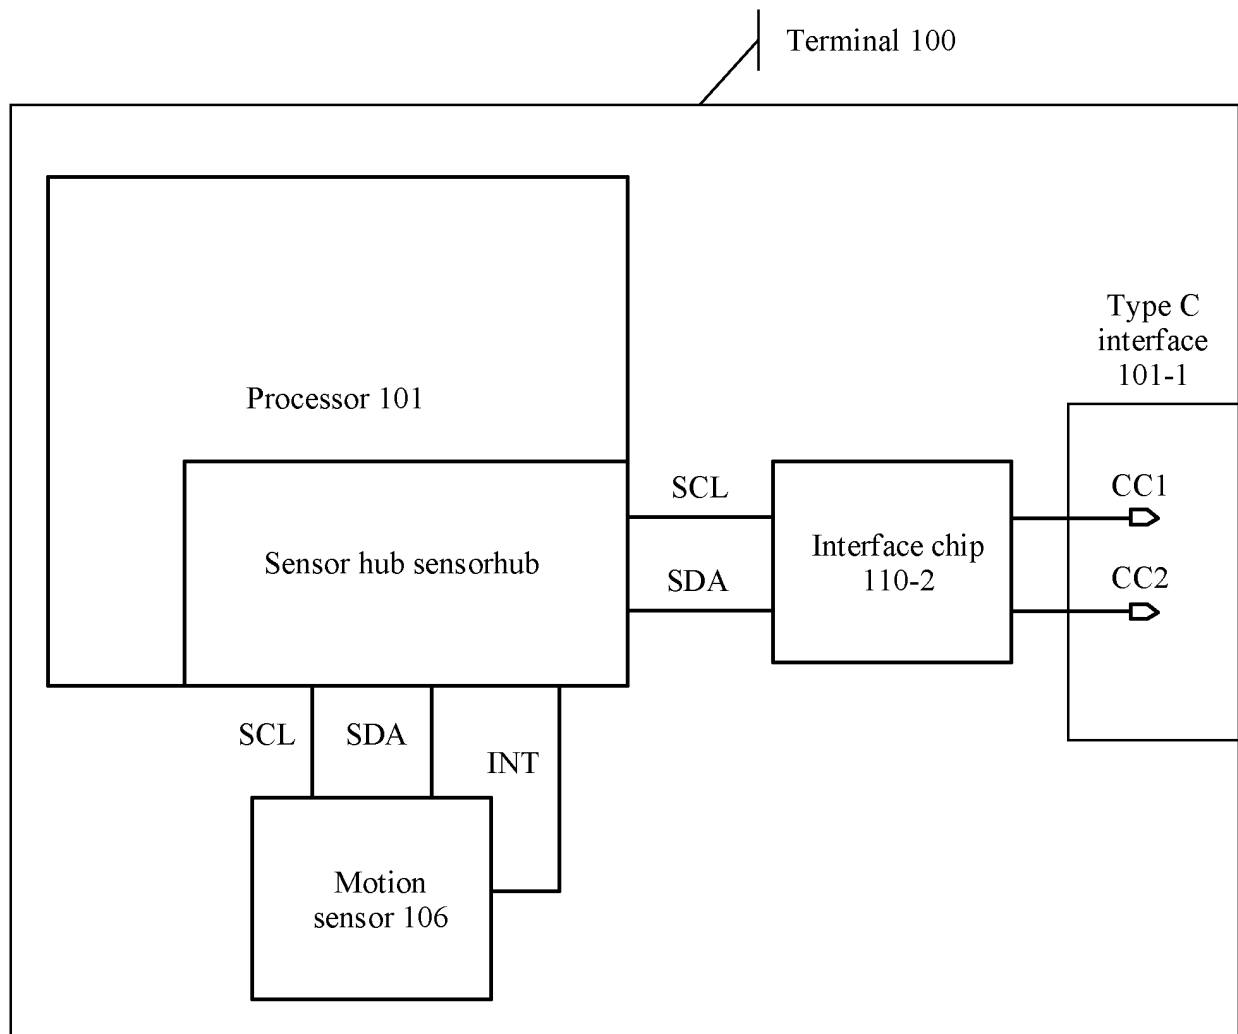 Terminal 100
Type C
interface
101-1
Processor 101
SCL
CC1
Interface chip
110-2
Sensor hub sensorhub
SDA
CC2
SCL
SDA
INT
Motion
sensor 106